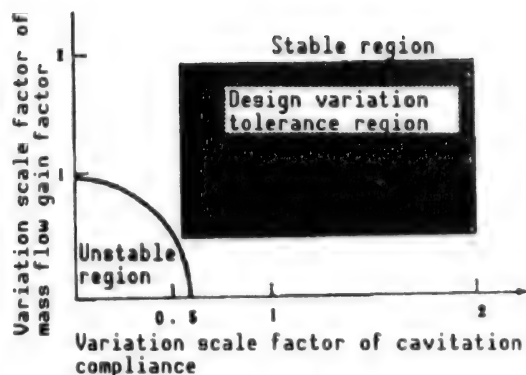 Variation scale factor of
mass flow gain factor
1
1
Stable region
Design variation
tolerance region
Unstable
region
0.5
1
2
Variation scale factor of cavitation
compliance